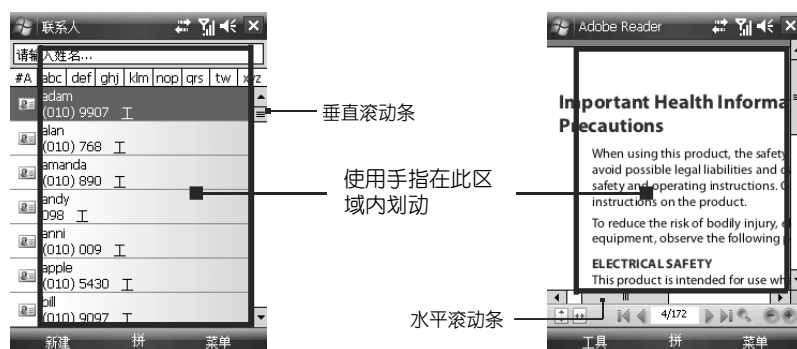 联系人
请输入姓名...
#A abc def ghj klm nop qrs tw xyz
adam
(010) 9907 工
alan
(010) 768 工
amanda
(010) 890 工
andy
098 工
anni
(010) 009 工
apple
(010) 5430 工
bill
(010) 9097 工
新建 拼 菜单
垂直滚动条
使用手指在此区
域内划动
水平滚动条
Adobe Reader
Important Health Informa
Precautions
When using this product, the safety
avoid possible legal liabilities and
safety and operating instructions.
instructions on the product.
To reduce the risk of bodily injury,
equipment, observe the following
ELECTRICAL SAFETY
This product is intended for use wh
4/172
工具 拼 菜单